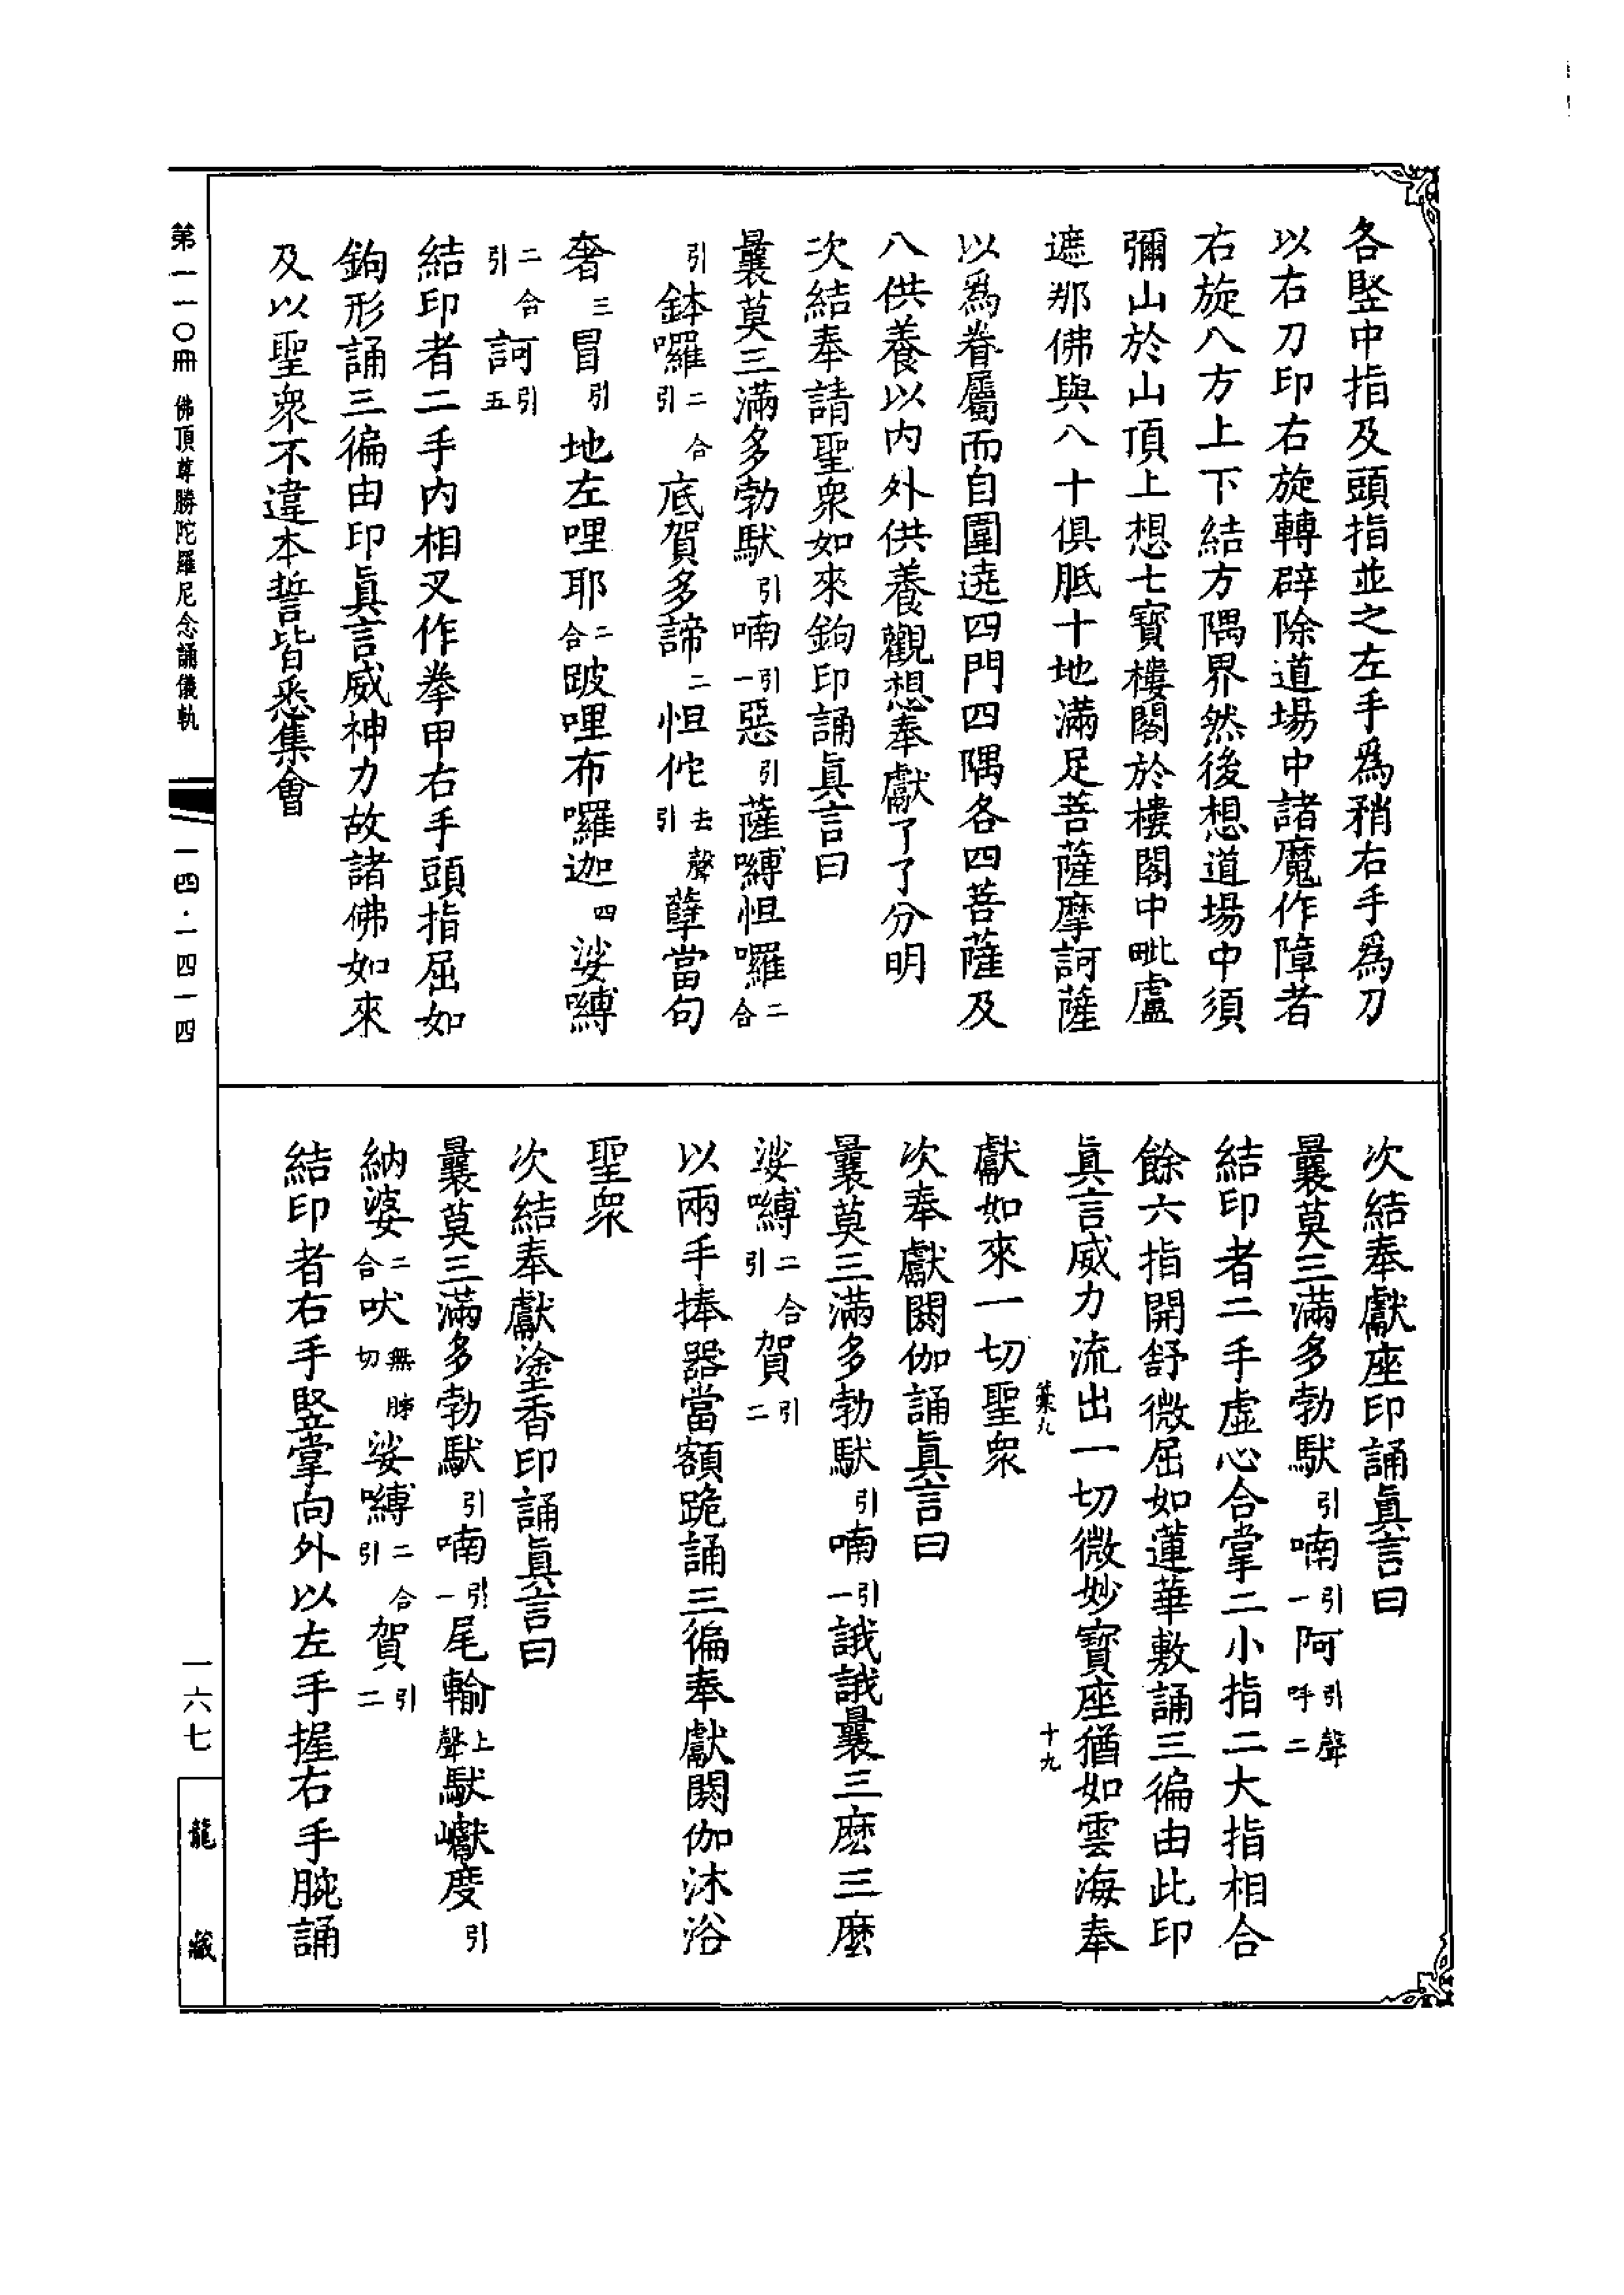 各竪中指及頭指並之左手爲矟右手爲刀
以右刀印右旋轉辟除道場中諸魔作障者
右旋八方上下結方隅界然後想道場中須
彌山於山頂上想七寶樓閣於樓閣中毗盧
遮那佛與八十俱胝十地滿足菩薩摩訶薩
以爲眷屬而自圍遶四門四隅各四菩薩及
八供養以内外供養觀想奉獻了了分明
次結奉請聖衆如來鉤印誦眞言曰
曩莫三滿多勃馱引喃引一惡引薩嚩怛囉二合
引鉢囉二合引底賀多諦二怛佗去聲引孽當句
奢三冒引地左哩耶二合跛哩布囉迦四娑嚩
二合引訶引五
結印者二手内相叉作拳甲右手頭指屈如
鉤形誦三徧由印眞言威神力故諸佛如來
及以聖衆不違本誓皆悉集會
次結奉獻座印誦眞言曰
曩莫三滿多勃馱引喃引一阿引聲呼二
結印者二手虛心合掌二小指二大指相合
餘六指開舒微屈如蓮華敷誦三徧由此印
眞言威力流出一切微妙寶座猶如雲海奉
藁九 十九
獻如來一切聖衆
次奉獻閼伽誦眞言曰
曩莫三滿多勃馱引喃引一誐誐曩三麽三麽
娑嚩二合引賀引二
以兩手捧器當額跪誦三徧奉獻閼伽沐浴
聖衆
次結奉獻塗香印誦眞言曰
曩莫三滿多勃馱引喃引一尾輸上聲馱巘度引
納婆二合吠無肺切娑嚩二合引賀引二
結印者右手竪掌向外以左手握右手腕誦
第一一〇冊 佛頂尊勝陀羅尼念誦儀軌
一四·一四一四
一六七
龍藏